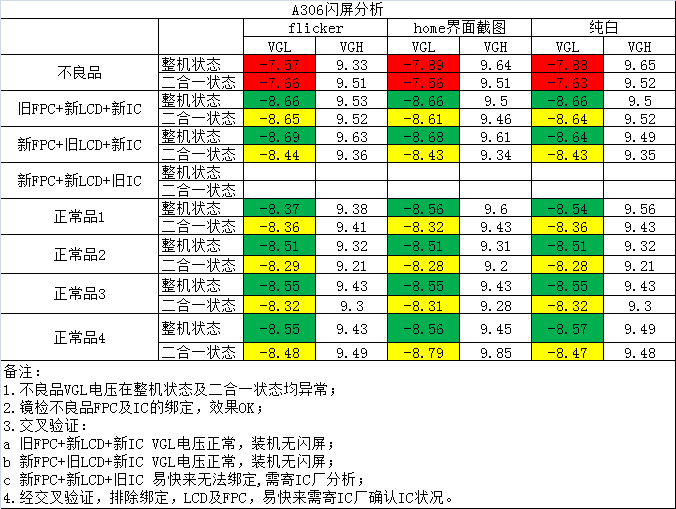 A306闪屏分析
flicker home界面截图 纯白
VGL VGH VGL VGH VGL VGH
不良品 整机状态 -7.57 9.33 -7.89 9.64 -7.88 9.65
二合一状态 -7.66 9.51 -7.56 9.51 -7.63 9.52
旧FPC+新LCD+新IC 整机状态 -8.66 9.53 -8.66 9.5 -8.66 9.5
二合一状态 -8.65 9.52 -8.61 9.46 -8.64 9.52
新FPC+旧LCD+新IC 整机状态 -8.69 9.63 -8.68 9.61 -8.64 9.49
二合一状态 -8.44 9.36 -8.43 9.34 -8.43 9.35
新FPC+新LCD+旧IC 整机状态
二合一状态
正常品1 整机状态 -8.37 9.38 -8.56 9.6 -8.54 9.56
二合一状态 -8.36 9.41 -8.32 9.43 -8.36 9.43
正常品2 整机状态 -8.51 9.32 -8.51 9.31 -8.51 9.32
二合一状态 -8.29 9.21 -8.28 9.2 -8.28 9.21
正常品3 整机状态 -8.55 9.43 -8.55 9.43 -8.55 9.43
二合一状态 -8.32 9.3 -8.31 9.28 -8.32 9.3
正常品4 整机状态 -8.55 9.43 -8.56 9.45 -8.57 9.49
二合一状态 -8.48 9.49 -8.79 9.85 -8.47 9.48
备注:
1.不良品VGL电压在整机状态及二合一状态均异常;
2.镜检不良品FPC及IC的绑定，效果OK;
3.交叉验证:
a 旧FPC+新LCD+新IC VGL电压正常，装机无闪屏;
b 新FPC+旧LCD+新IC VGL电压正常，装机无闪屏;
c 新FPC+新LCD+旧IC 易快来无法绑定,需寄IC厂分析;
4.经交叉验证，排除绑定，LCD及FPC，易快来需寄IC厂确认IC状况。